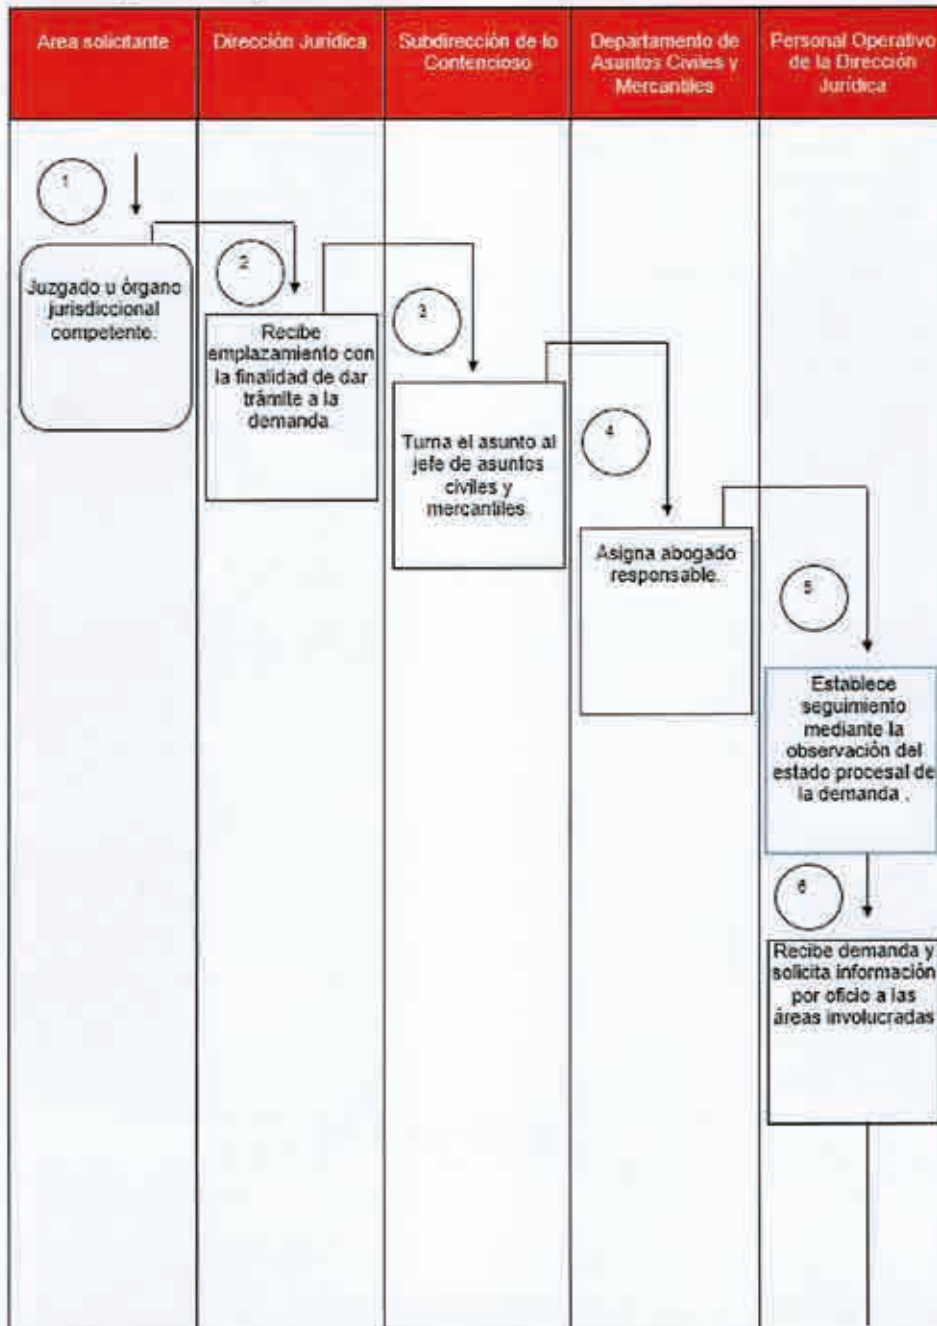 Area solicitante
Dirección Jurídica
Subdirección de lo
Contencioso
Departamento de
Asuntos Civiles y
Mercantiles
Personal Operativo
de la Dirección
Jurídica
1
Juzgado u órgano
jurisdiccional
competente.
2
Recibe
emplazamiento con
la finalidad de dar
trámite a la
demanda.
3
Turna el asunto al
jefe de asuntos
civiles y
mercantiles.
4
Asigna abogado
responsable.
5
Establece
seguimiento
mediante la
observación del
estado procesal de
la demanda .
6
Recibe demanda y
solicita información
por oficio a las
áreas involucradas